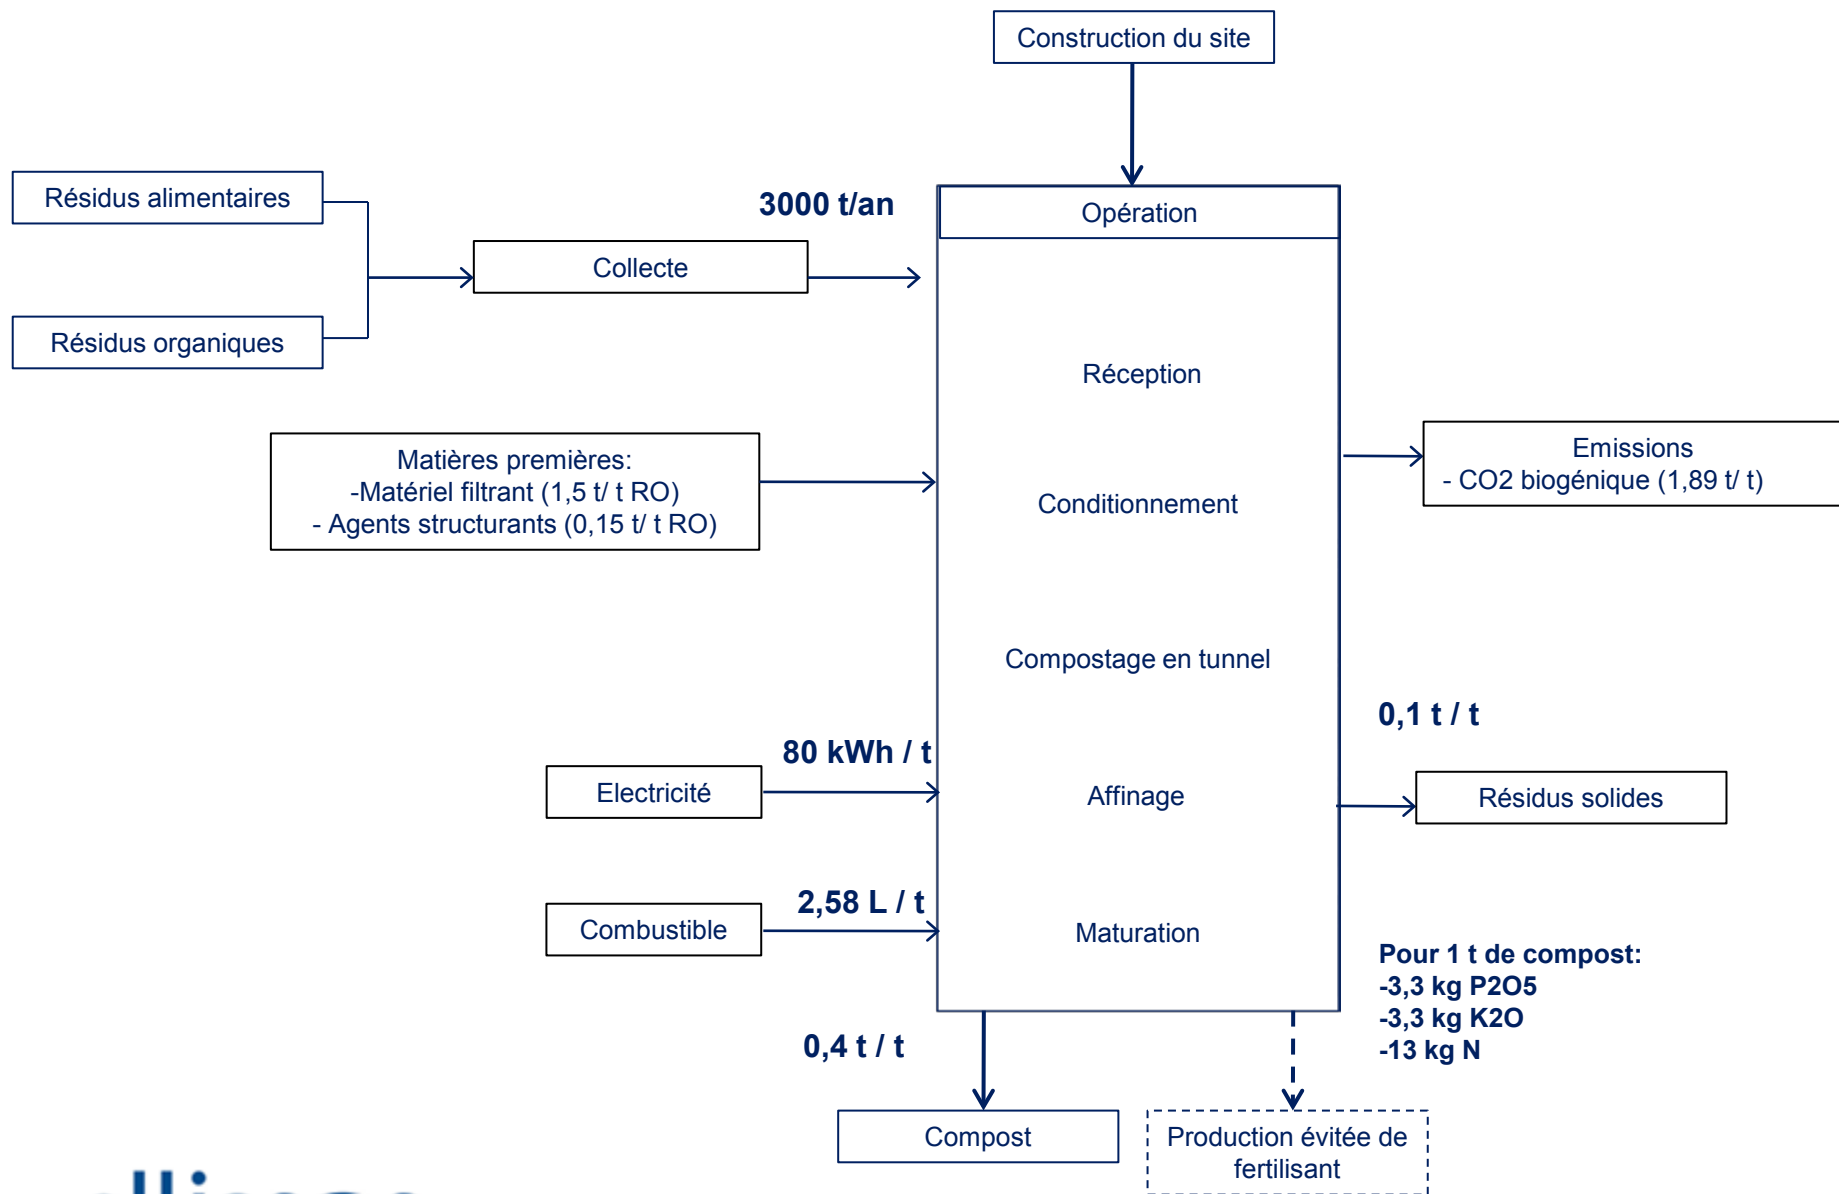 Construction du site
Résidus alimentaires
3000 t/an
Opération
Collecte
Résidus organiques
Réception
Matières premières:
-Matériel filtrant (1,5 t/ t RO)
- Agents structurants (0,15 t/ t RO)
Emissions
- CO2 biogénique (1,89 t/ t)
Conditionnement
Compostage en tunnel
0,1 t / t
80 kWh / t
Electricité
Affinage
Résidus solides
2,58 L / t
Combustible
Maturation
Pour 1 t de compost:
-3,3 kg P2O5
-3,3 kg K2O
-13 kg N
0,4 t / t
Compost
Production évitée de
fertilisant